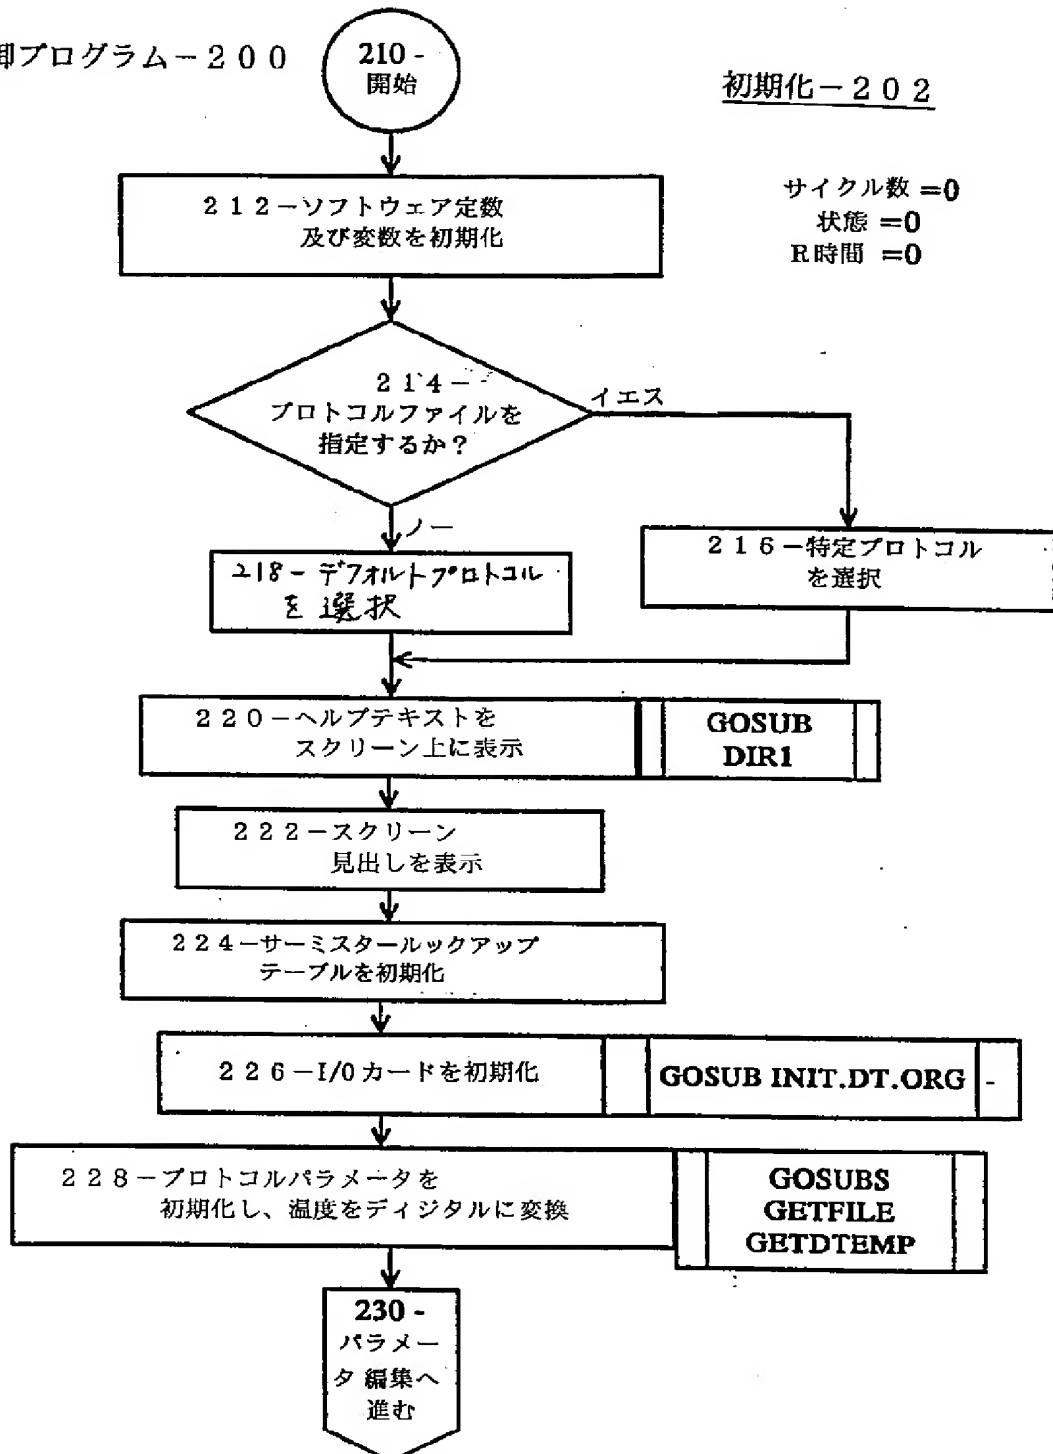 御プログラム－２００
210 -
開始
初期化－２０２
サイクル数 =0
状態 =0
R時間 =0
２１２－ソフトウェア定数
及び変数を初期化
２１４－
プロトコルファイルを
指定するか？
イエス
ノー
２１６－特定プロトコル
を選択
218 - デフォルトプロトコル
を選択
２２０－ヘルプテキストを
スクリーン上に表示
GOSUB
DIR1
２２２－スクリーン
見出しを表示
２２４－サーミスタールックアップ
テーブルを初期化
２２６－I/Oカードを初期化
GOSUB INIT.DT.ORG
２２８－プロトコルパラメータを
初期化し、温度をディジタルに変換
GOSUBS
GETFILE
GETDTEMP
230 -
パラメー
タ編集へ
進む